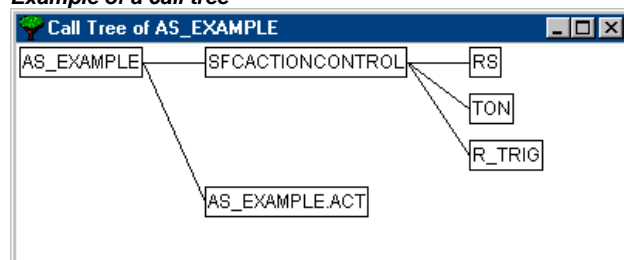 Example of a call tree
Call Tree of AS_EXAMPLE
AS_EXAMPLE SFCACTIONCONTROL RS
TON
R_TRIG
AS_EXAMPLE.ACT